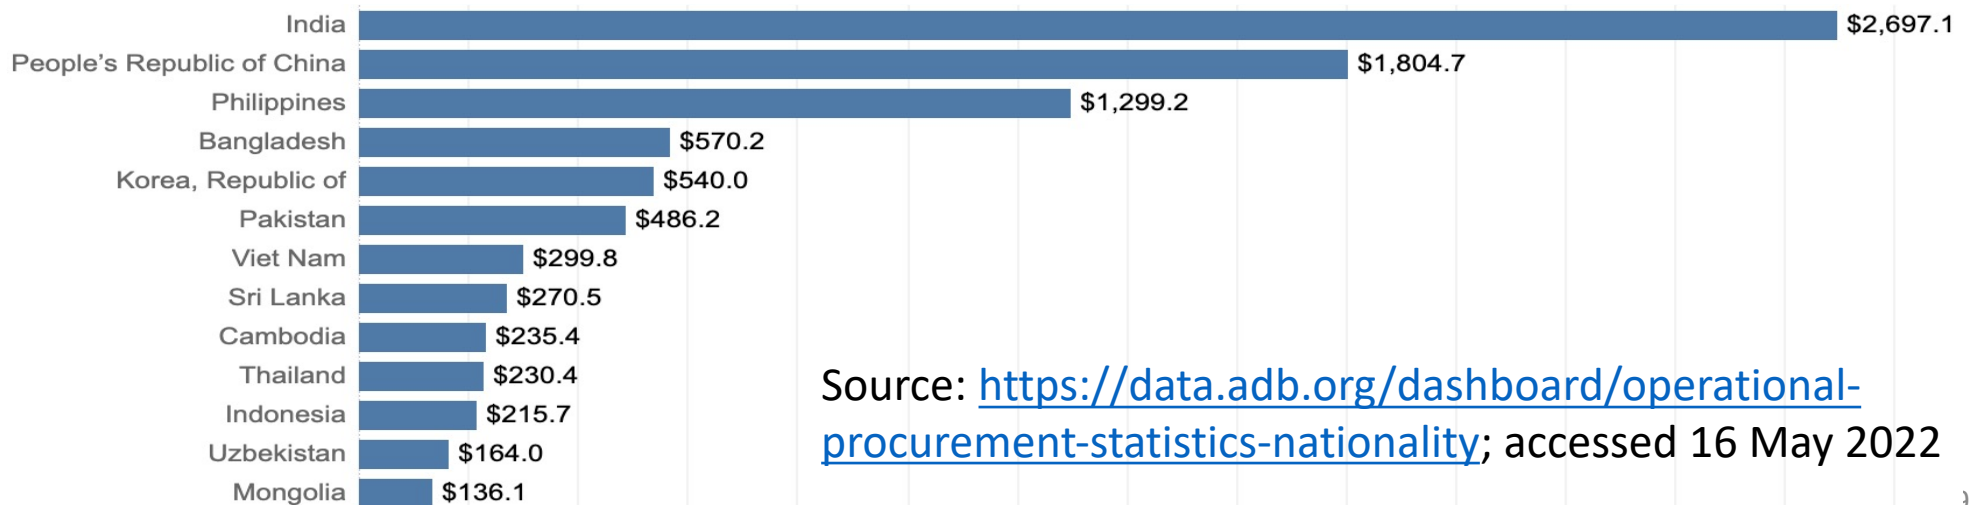 India $2,697.1
People's Republic of China $1,804.7
Philippines $1,299.2
Bangladesh $570.2
Korea, Republic of $540.0
Pakistan $486.2
Viet Nam $299.8
Sri Lanka $270.5
Cambodia $235.4
Thailand $230.4
Indonesia $215.7
Uzbekistan $164.0
Mongolia $136.1
Source: https://data.adb.org/dashboard/operational-
procurement-statistics-nationality; accessed 16 May 2022